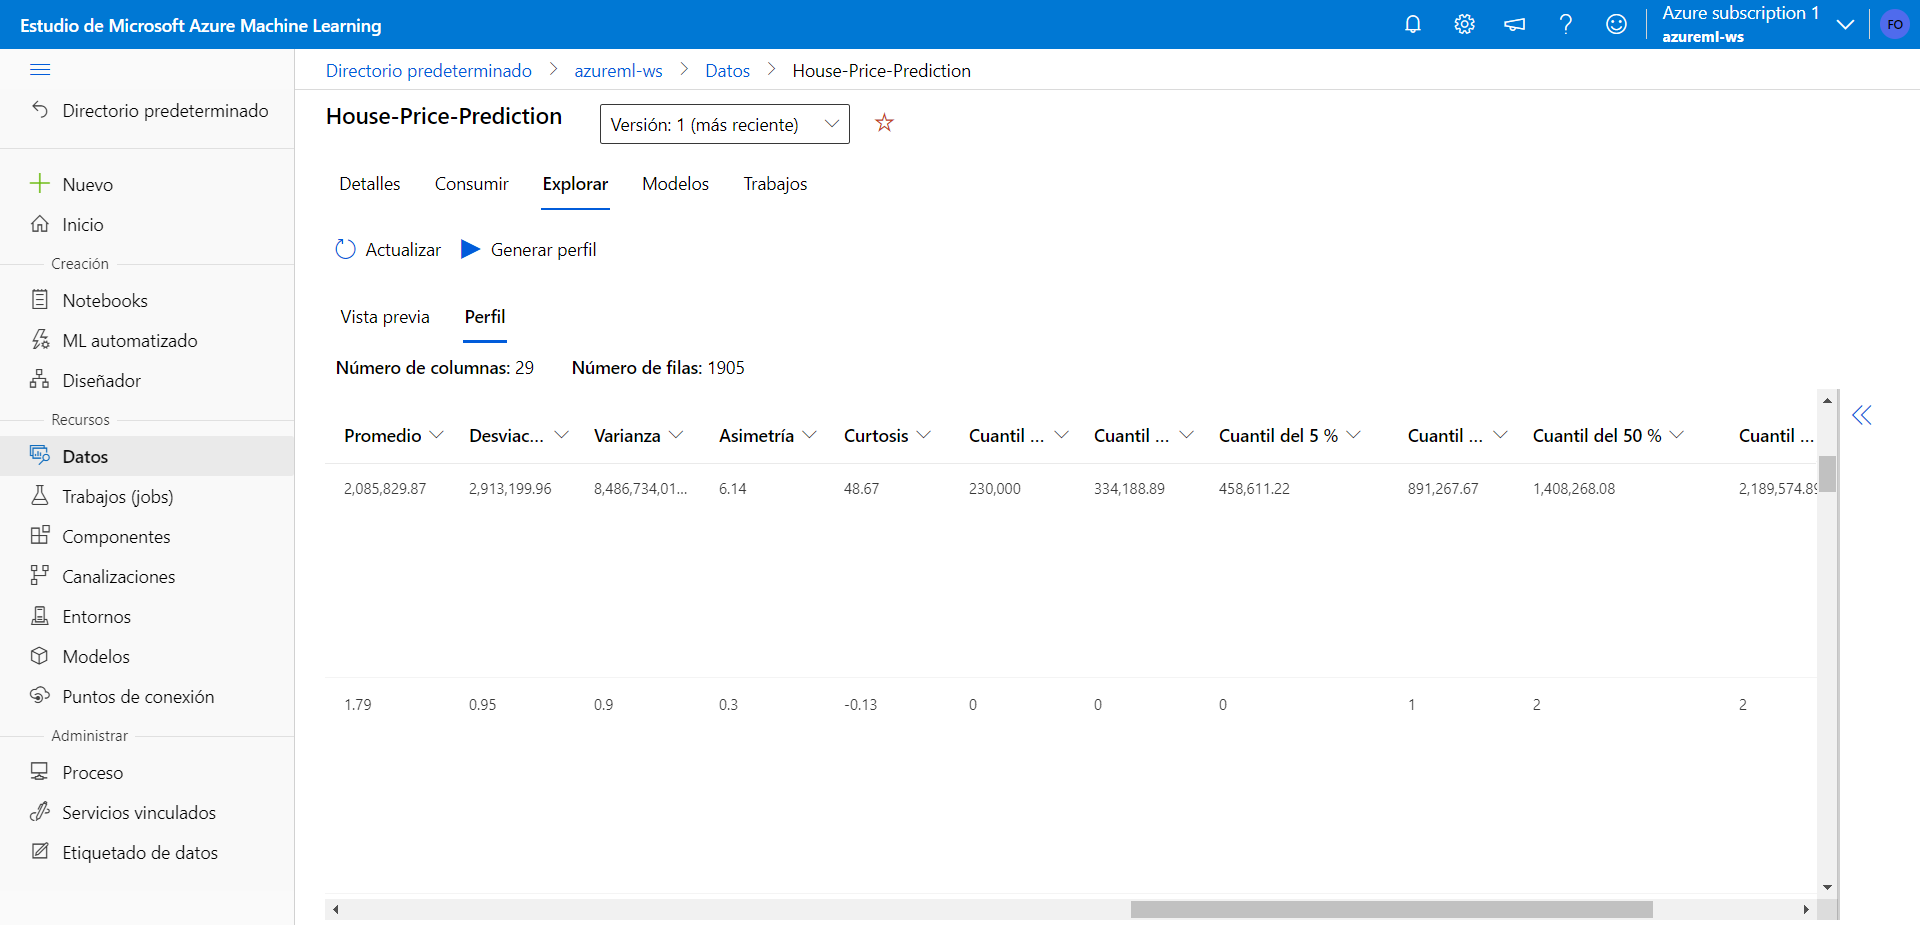 Estudio de Microsoft Azure Machine Learning
Azure subscription 1
azureml-ws
FO
Directorio predeterminado
Nuevo
Inicio
Creación
Notebooks
ML automatizado
Diseñador
Recursos
Datos
Trabajos (jobs)
Componentes
Canalizaciones
Entornos
Modelos
Puntos de conexión
Administrar
Proceso
Servicios vinculados
Etiquetado de datos
Directorio predeterminado > azureml-ws > Datos > House-Price-Prediction
House-Price-Prediction Versión: 1 (más reciente)
Detalles Consumir Explorar Modelos Trabajos
Actualizar Generar perfil
Vista previa Perfil
Número de columnas: 29 Número de filas: 1905
Promedio Desviac... Varianza Asimetría Curtosis Cuantil ... Cuantil ... Cuantil del 5 % Cuantil ... Cuantil del 50 % Cuantil ...
2,085,829.87 2,913,199.96 8,486,734,01... 6.14 48.67 230,000 334,188.89 458,611.22 891,267.67 1,408,268.08 2,189,574.89
1.79 0.95 0.9 0.3 -0.13 0 0 0 1 2 2